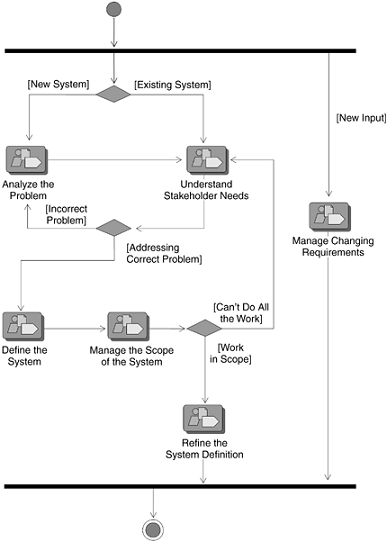 [New System]
[Existing System]
[New Input]
Analyze the
Problem
Understand
Stakeholder Needs
[Incorrect
Problem]
[Addressing
Correct Problem]
Manage Changing
Requirements
[Can't Do All
the Work]
Define the
System
Manage the Scope
of the System
[Work
in Scope]
Refine the
System Definition